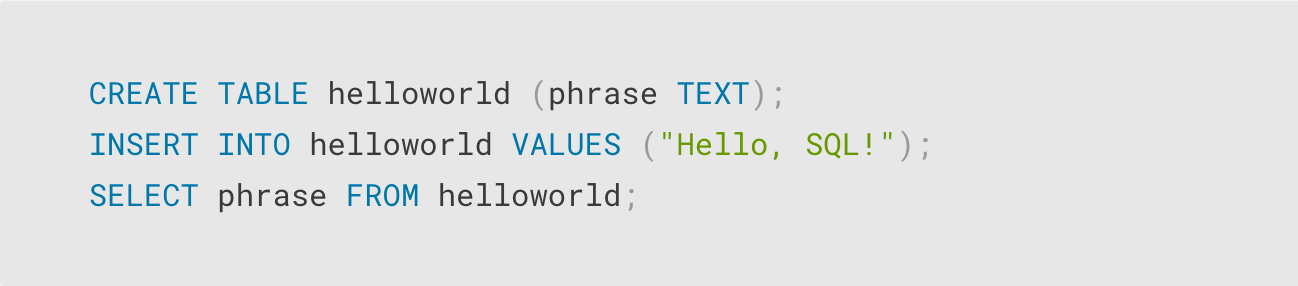 CREATE TABLE helloworld (phrase TEXT);
INSERT INTO helloworld VALUES ("Hello, SQL!");
SELECT phrase FROM helloworld;